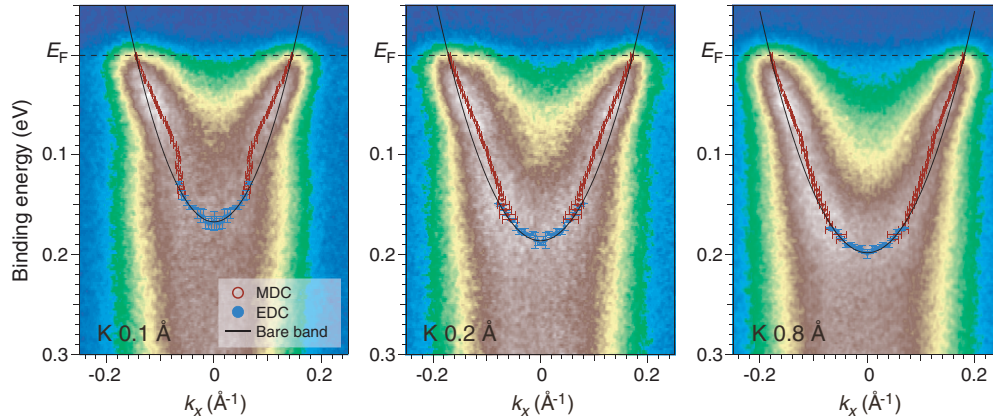 E_F
E_F
E_F
0.1
0.2
0.3
0.1
0.2
0.3
0.1
0.2
0.3
Binding energy (eV)
MDC
EDC
Bare band
K 0.1 Å
K 0.2 Å
K 0.8 Å
-0.2 0 0.2
-0.2 0 0.2
-0.2 0 0.2
k_x (Å⁻¹)
k_x (Å⁻¹)
k_x (Å⁻¹)